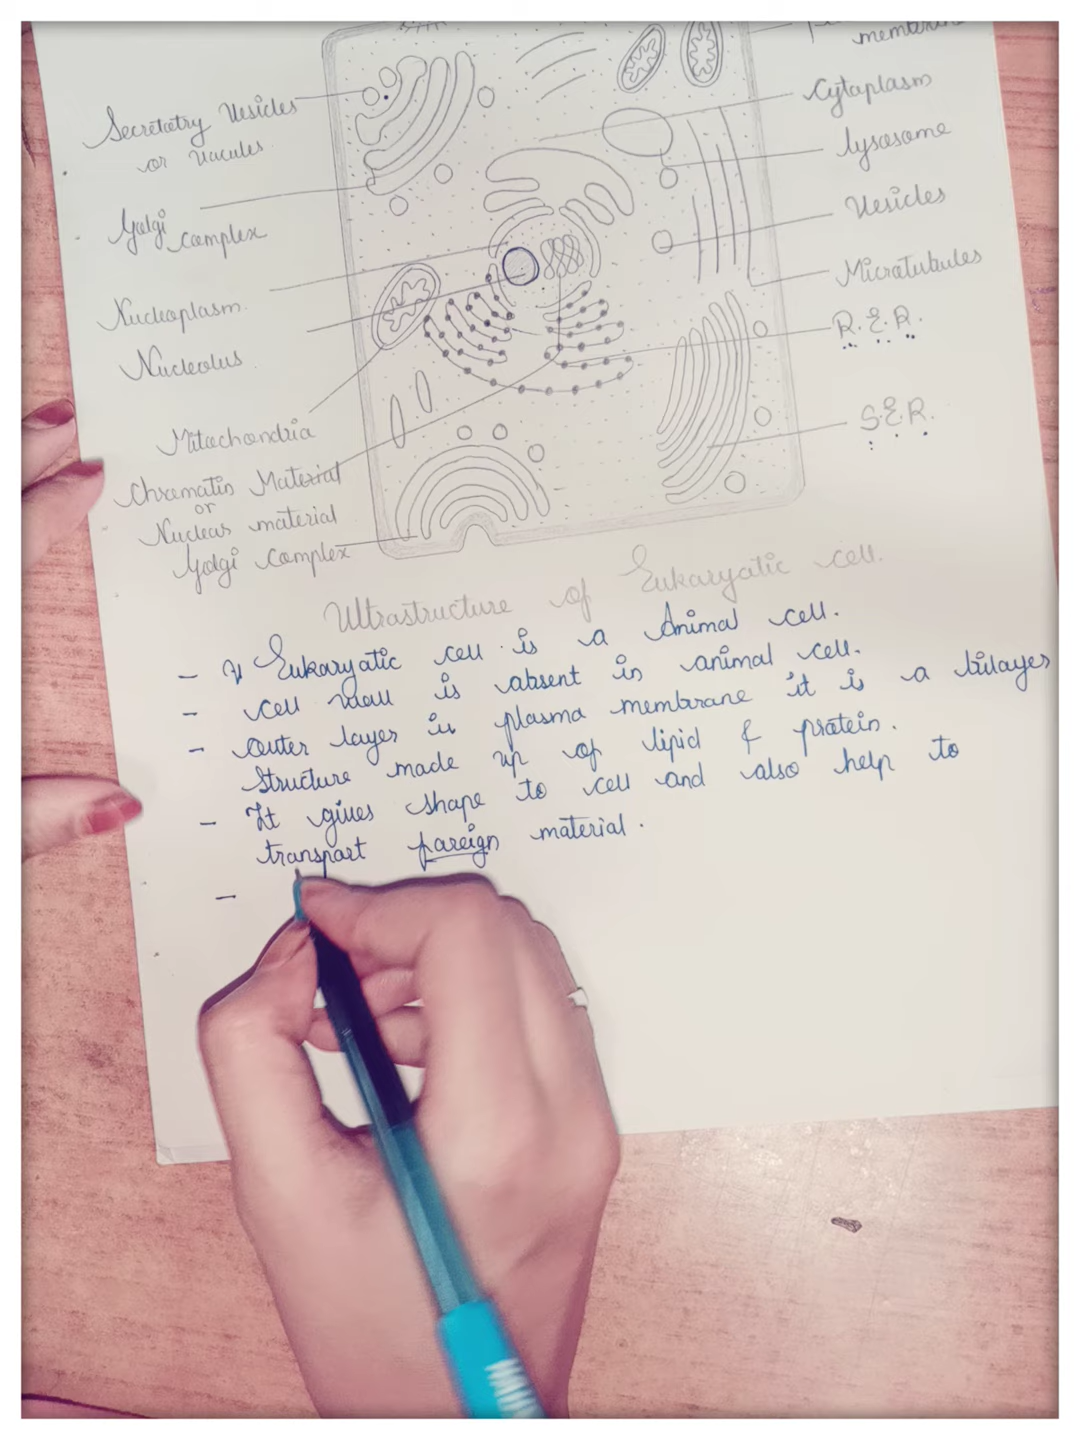 membrane
Secretatry Vesicles
or vacules
Cytoplasm
lysosome
Golgi
complex
Vesicles
Nucleoplasm
Microtubules
Nucleolus
R.E.R.
Mitochondria
S.E.R.
Chromatin Material
or
Nucleas material
Golgi complex
Ultrastructure of Eukaryotic cell.
- Eukaryotic cell is a Animal cell.
- cell wall is absent in animal cell.
- outer layer is plasma membrane it is a bilayer
structure made up of lipid & protein.
- It gives shape to cell and also help to
transport foreign material.
-